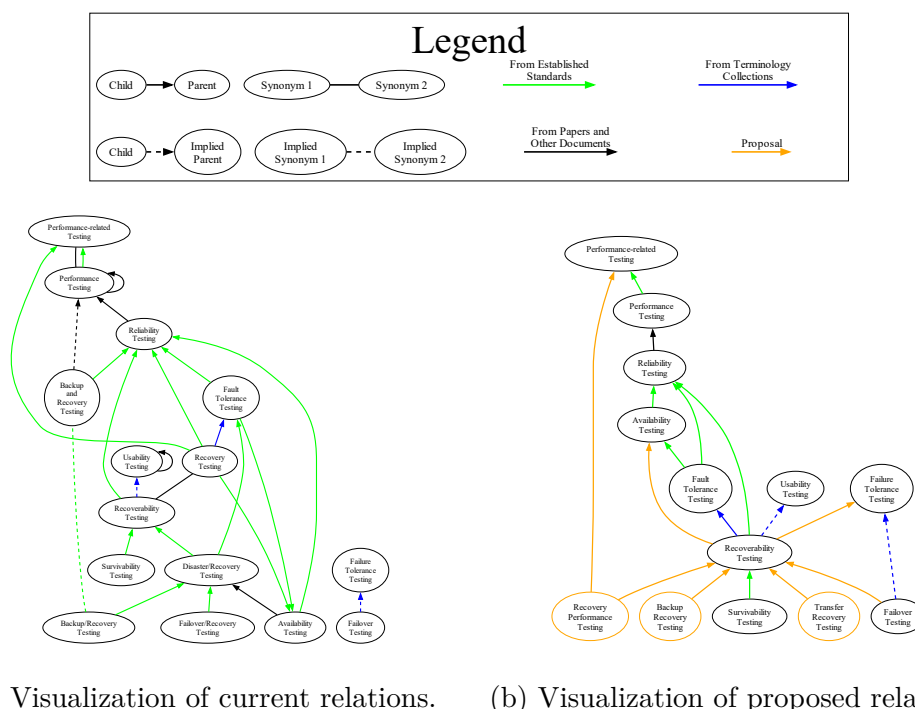 Legend
From Established
Standards
From Terminology
Collections
Child
Parent
Synonym 1
Synonym 2
From Papers and
Other Documents
Proposal
Child
Implied
Parent
Implied
Synonym 1
Implied
Synonym 2
Performance-related
Testing
Performance
Testing
Reliability
Testing
Backup
and
Recovery
Testing
Fault
Tolerance
Testing
Usability
Testing
Recovery
Testing
Recoverability
Testing
Survivability
Testing
Disaster/Recovery
Testing
Failure
Tolerance
Testing
Backup/Recovery
Testing
Failover/Recovery
Testing
Availability
Testing
Failover
Testing
Visualization of current relations.
Performance-related
Testing
Performance
Testing
Reliability
Testing
Availability
Testing
Fault
Tolerance
Testing
Usability
Testing
Failure
Tolerance
Testing
Recoverability
Testing
Recovery
Performance
Testing
Backup
Recovery
Testing
Survivability
Testing
Transfer
Recovery
Testing
Failover
Testing
(b) Visualization of proposed rela